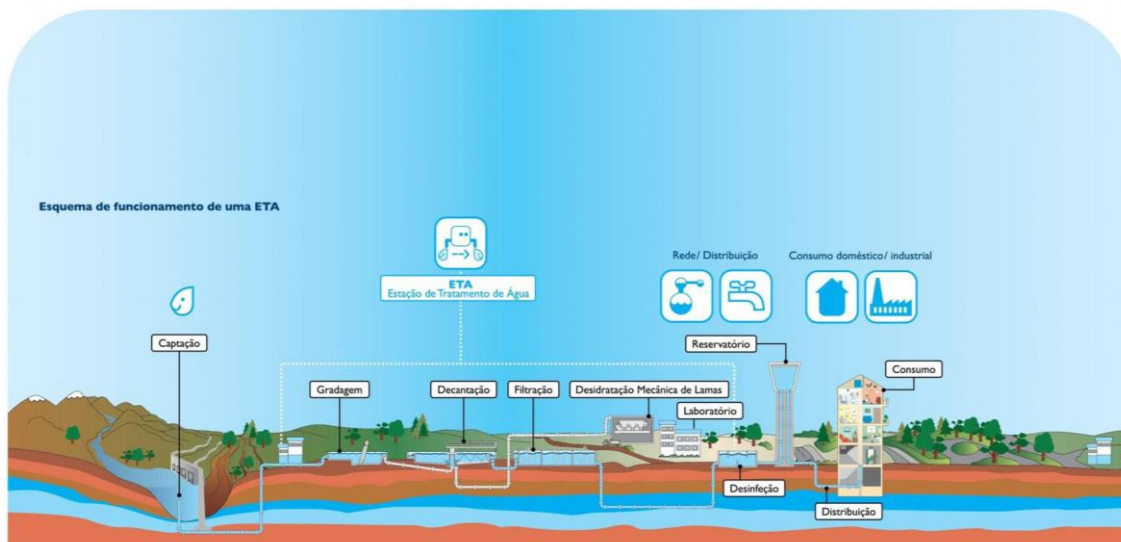 Esquema de funcionamento de uma ETA
ETA
Estação de Tratamento de Água
Rede/ Distribuição
Consumo doméstico/ industrial
Captação
Reservatório
Consumo
Gradagem
Decantação
Filtração
Desidratação Mecânica de Lamas
Laboratório
Desinfeção
Distribuição